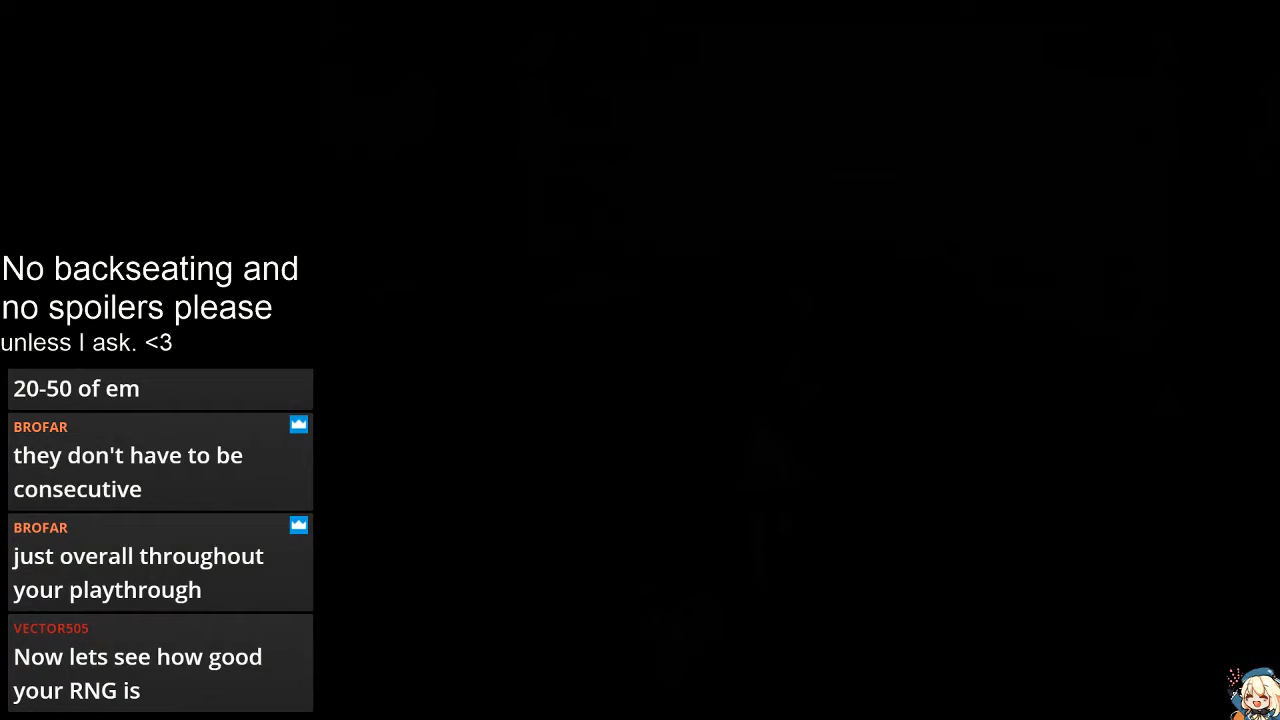 No backseating and
no spoilers please
unless I ask. <3
20-50 of em
BROFAR
they don't have to be
consecutive
BROFAR
just overall throughout
your playthrough
VECTOR505
Now lets see how good
your RNG is